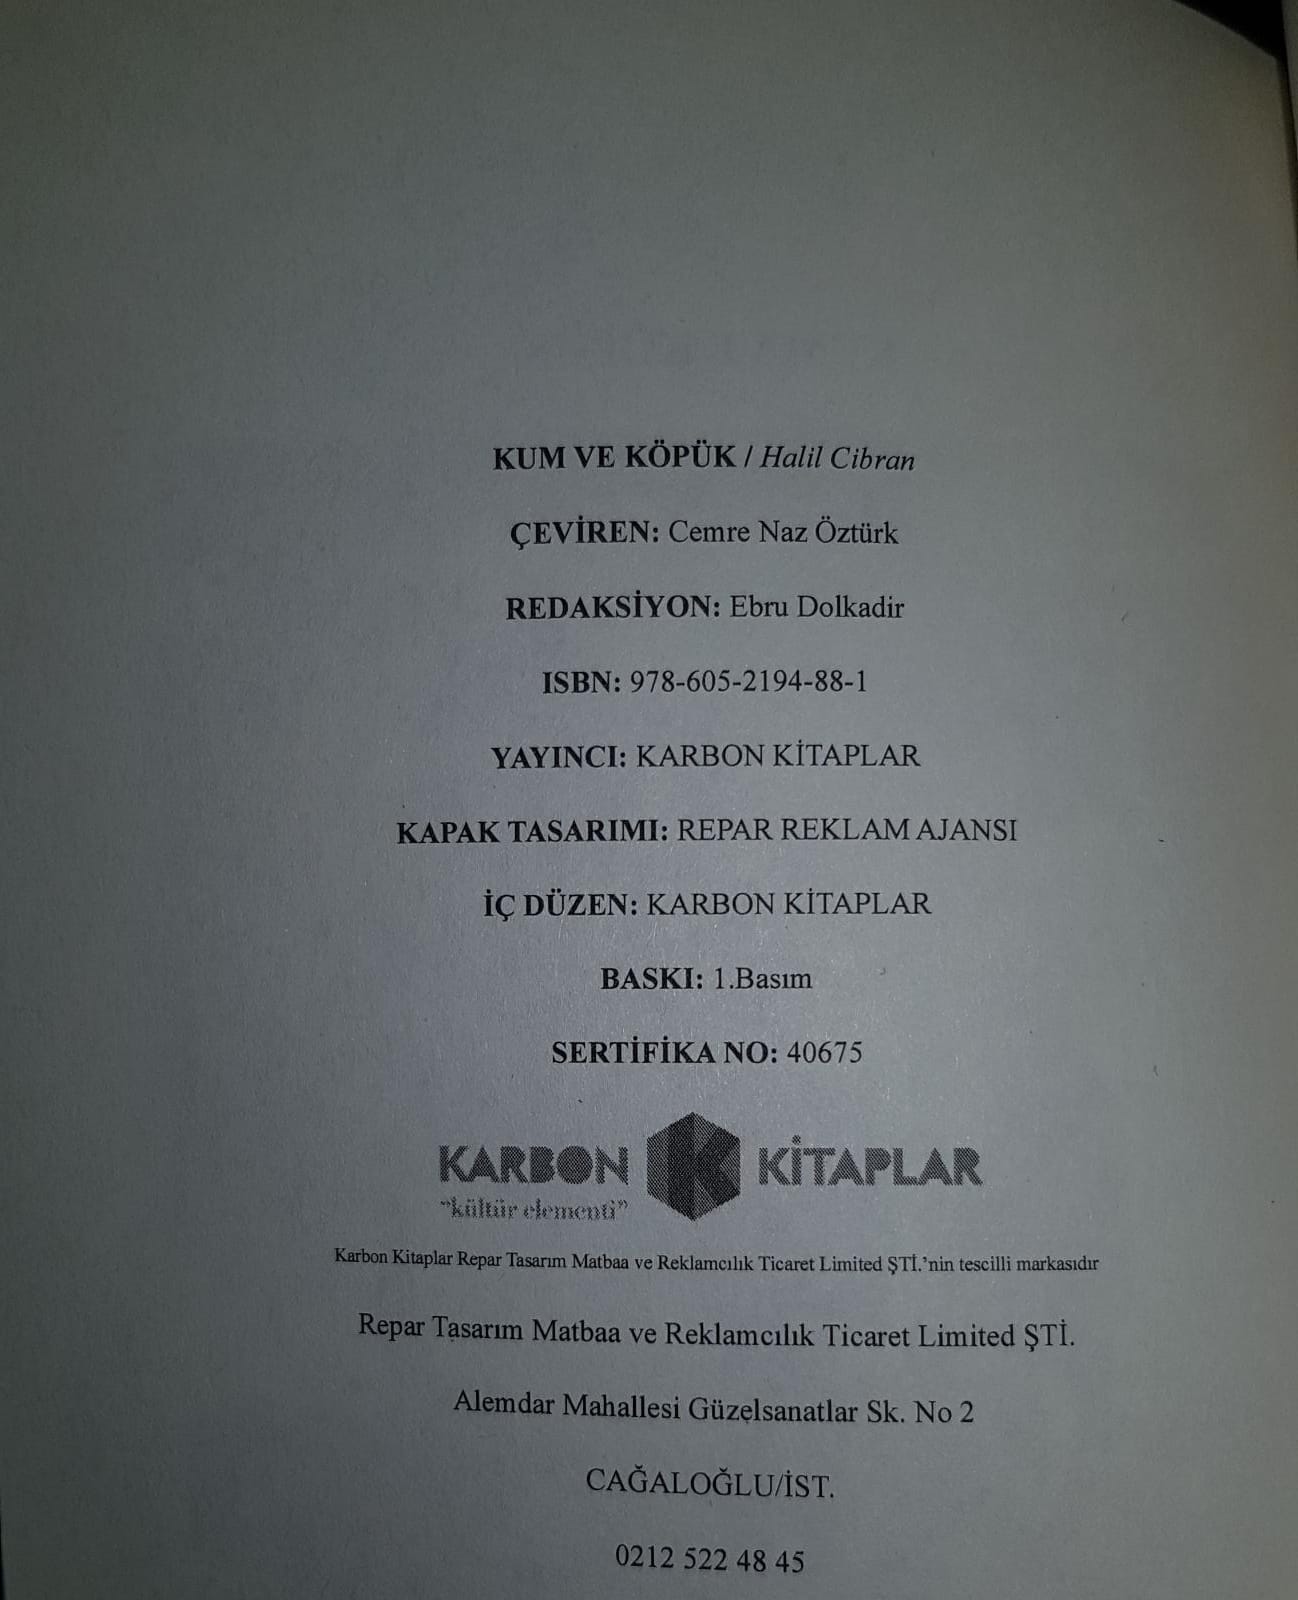 KUM VE KÖPÜK / Halil Cibran
ÇEVİREN: Cemre Naz Öztürk
REDAKSİYON: Ebru Dolkadir
ISBN: 978-605-2194-88-1
YAYINCI: KARBON KİTAPLAR
KAPAK TASARIMI: REPAR REKLAM AJANSI
İÇ DÜZEN: KARBON KİTAPLAR
BASKI: 1.Basım
SERTİFİKA NO: 40675
KARBON K KİTAPLAR
"kültür elementi"
Karbon Kitaplar Repar Tasarım Matbaa ve Reklamcılık Ticaret Limited ŞTİ.'nin tescilli markasıdır
Repar Tasarım Matbaa ve Reklamcılık Ticaret Limited ŞTİ.
Alemdar Mahallesi Güzelsanatlar Sk. No 2
CAĞALOĞLU/İST.
0212 522 48 45